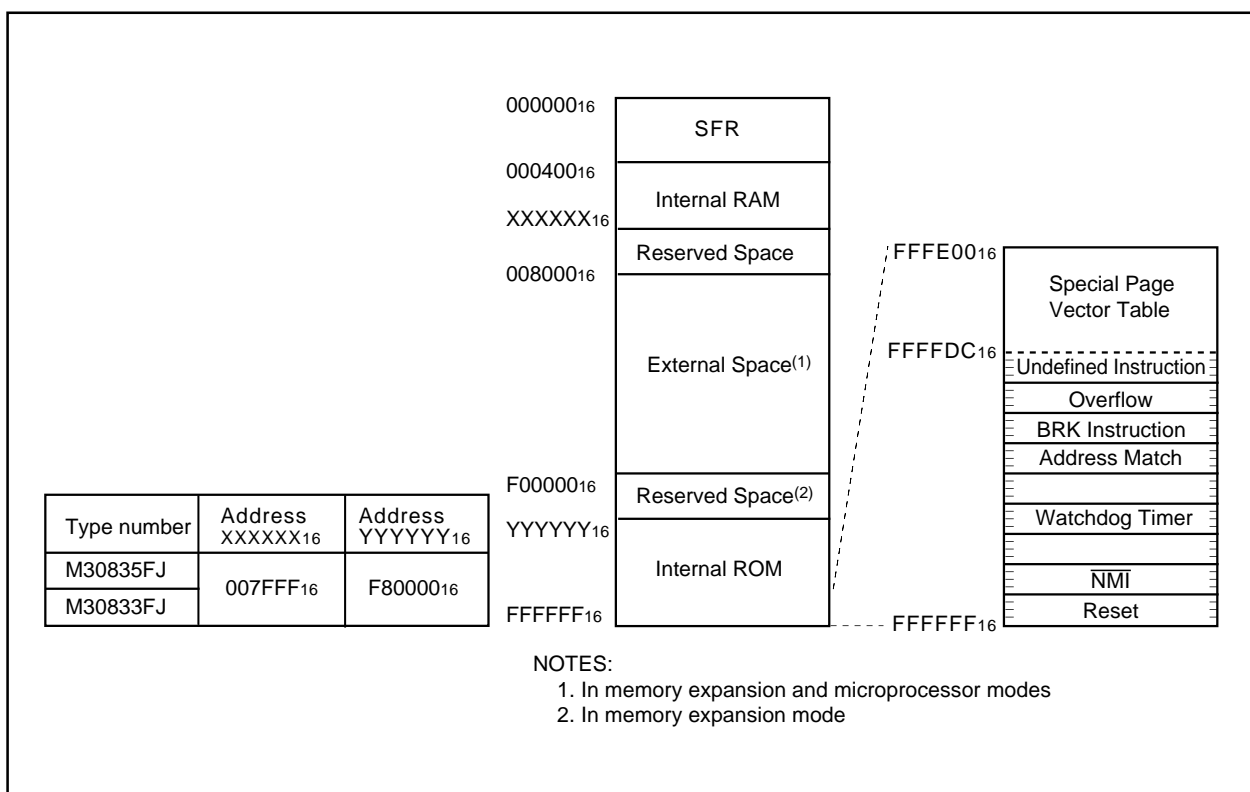 00000016
SFR
00040016
Internal RAM
XXXXXX16
Reserved Space
00800016
External Space(1)
F0000016
Reserved Space(2)
YYYYYY16
Internal ROM
FFFFFF16
FFFE0016
Special Page
Vector Table
FFFFDC16
Undefined Instruction
Overflow
BRK Instruction
Address Match
Watchdog Timer
NMI
Reset
FFFFFF16
Type number
Address
XXXXXX16
Address
YYYYYY16
M30835FJ
M30833FJ
007FFF16
F8000016
NOTES:
1. In memory expansion and microprocessor modes
2. In memory expansion mode